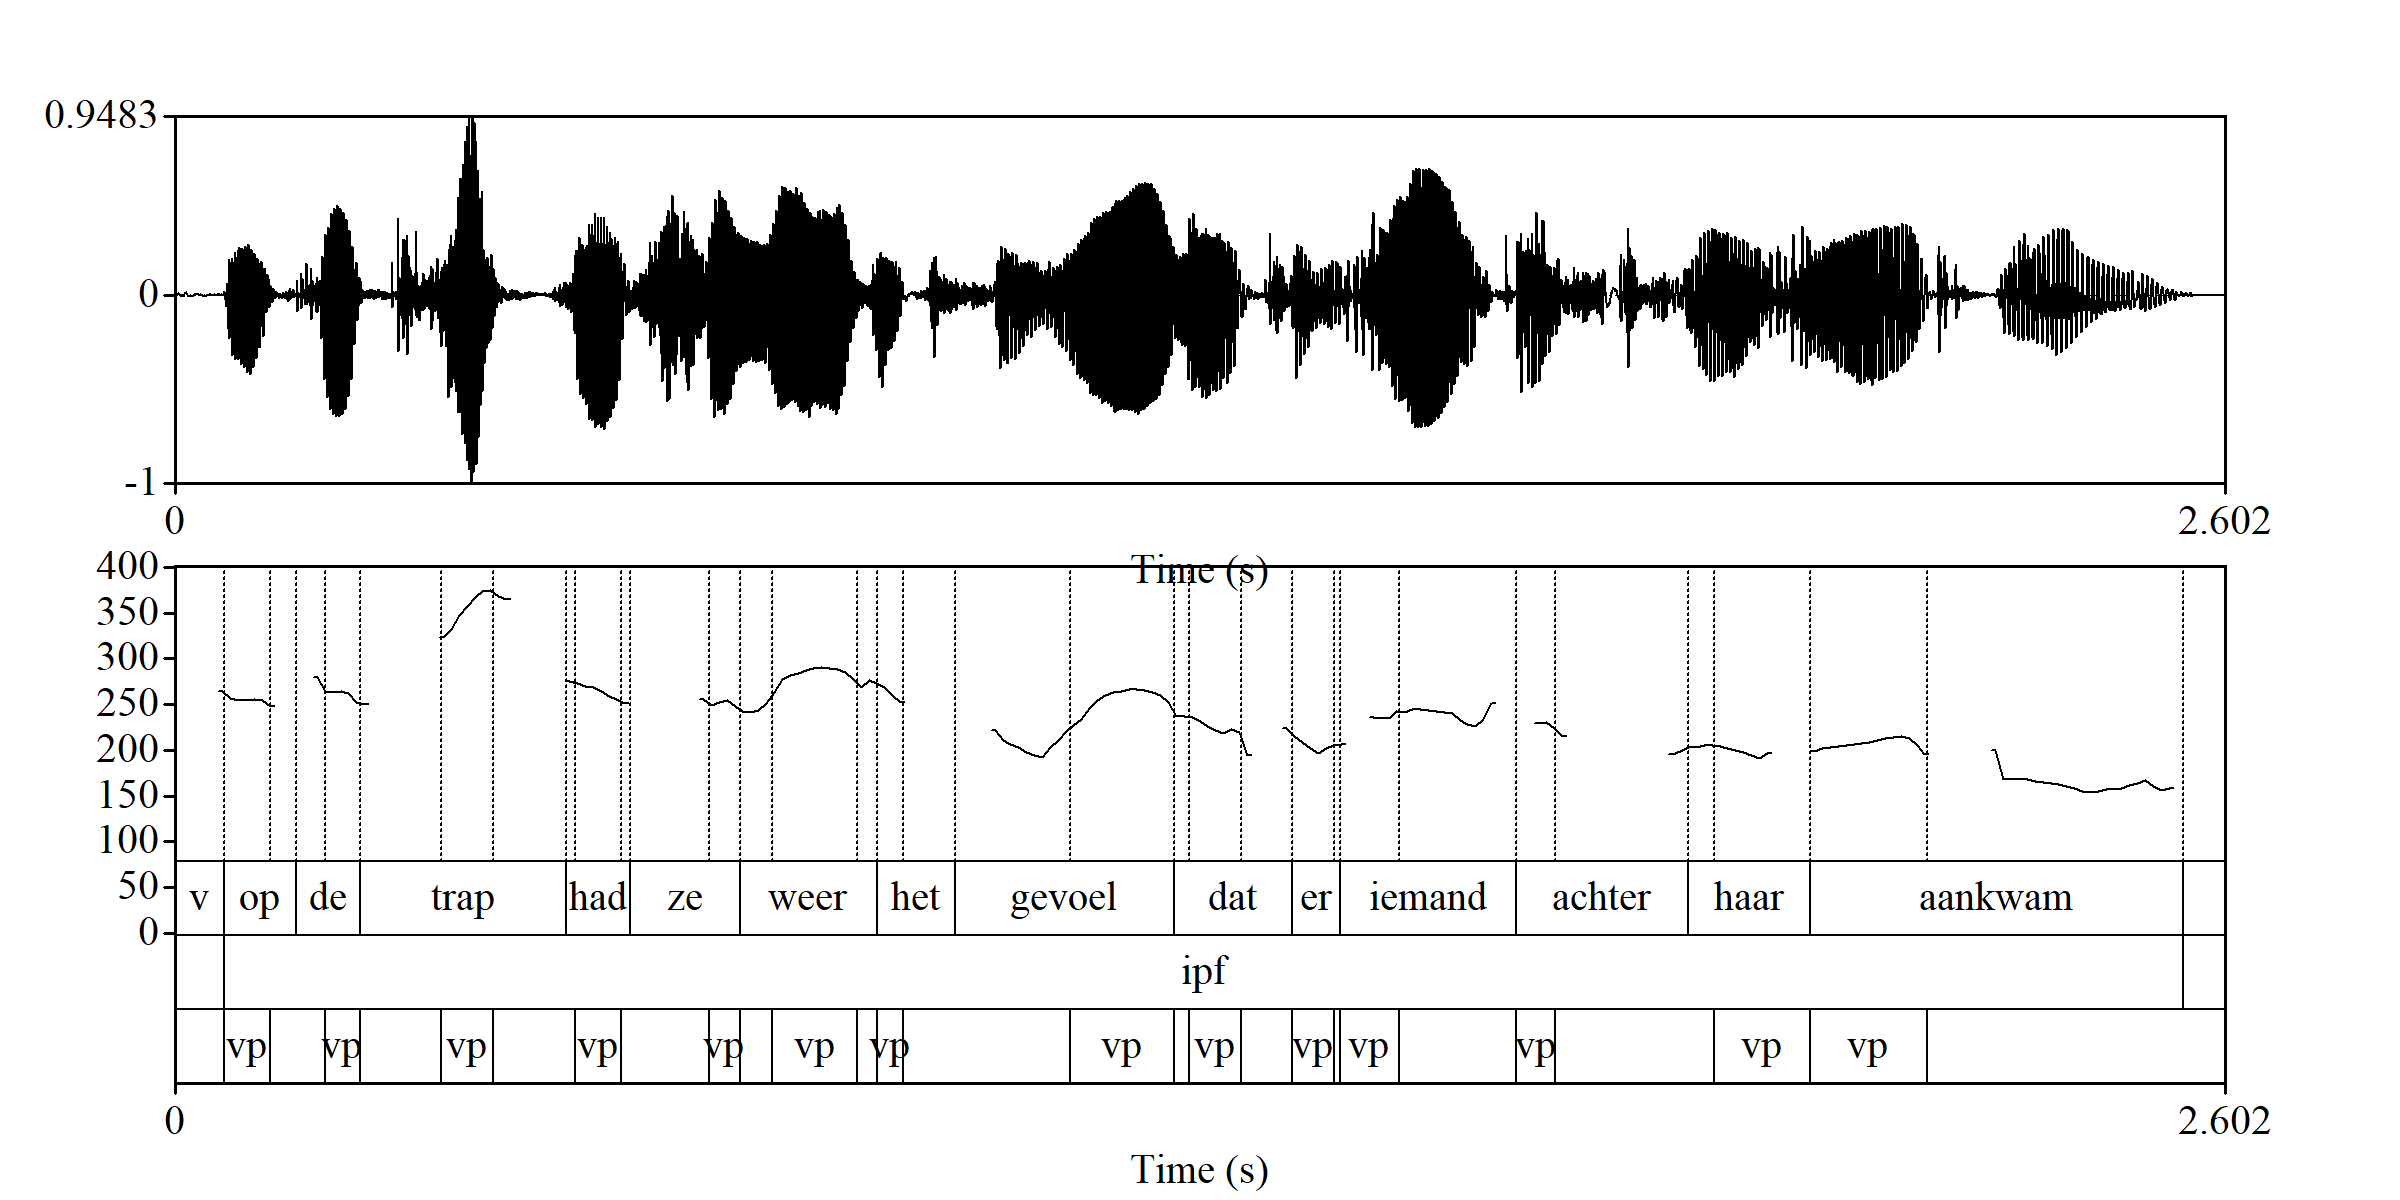 0.9483
0
-1
0 2.602
Time (s)
400
350
300
250
200
150
100
50
0
v op de trap had ze weer het gevoel dat er iemand achter haar aankwam
ipf
vp vp vp vp vp vp vp vp vp vp vp vp vp vp
0 2.602
Time (s)